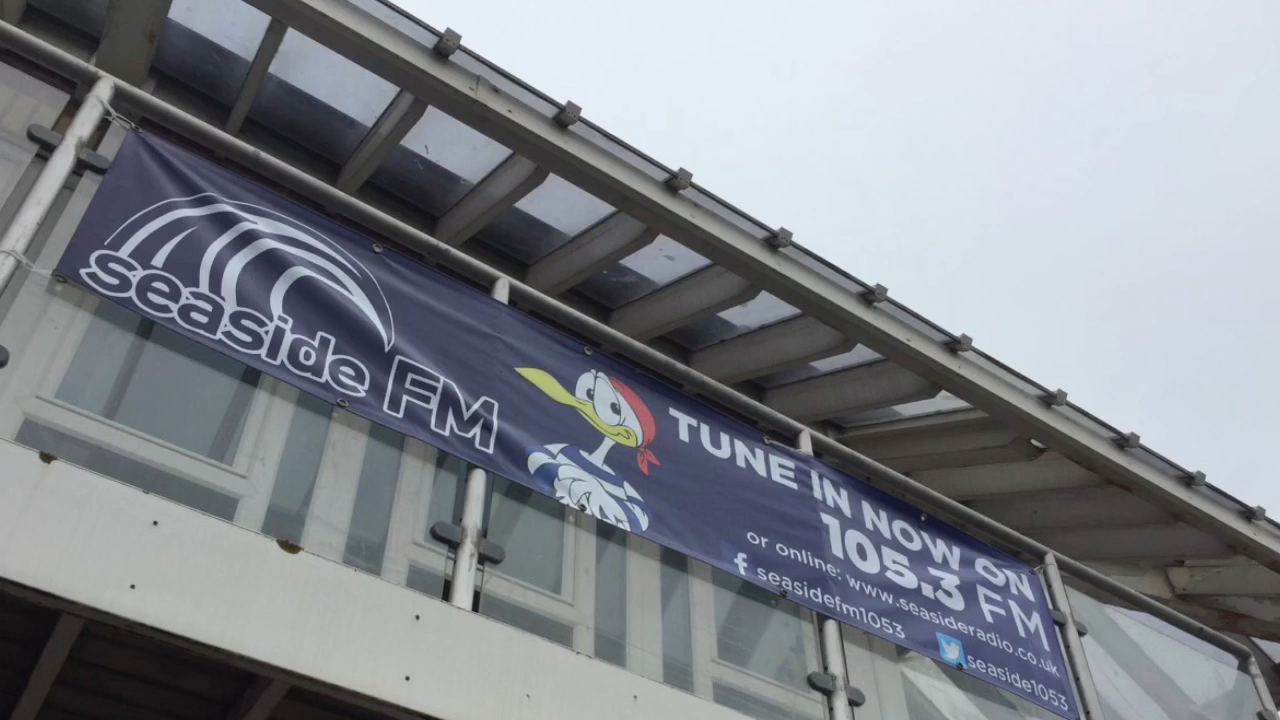 seaside FM
TUNE IN NOW ON
105.3 FM
or online: www.seasideradio.co.uk
f seasidefm1053
seaside1053